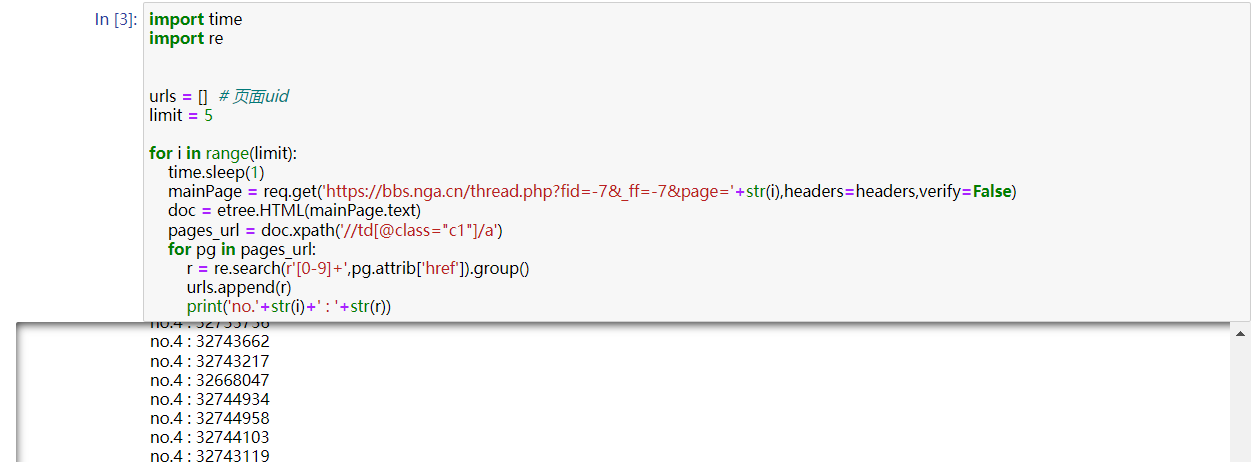 In [3]:
import time
import re
urls = [] # 页面uid
limit = 5
for i in range(limit):
time.sleep(1)
mainPage = req.get('https://bbs.nga.cn/thread.php?fid=-7&_ff=-7&page='+str(i),headers=headers,verify=False)
doc = etree.HTML(mainPage.text)
pages_url = doc.xpath('//td[@class="c1"]/a')
for pg in pages_url:
r = re.search(r'[0-9]+',pg.attrib['href']).group()
urls.append(r)
print('no.'+str(i)+' : '+str(r))
no.4 :
no.4 : 32743662
no.4 : 32743217
no.4 : 32668047
no.4 : 32744934
no.4 : 32744958
no.4 : 32744103
no.4 : 32743119